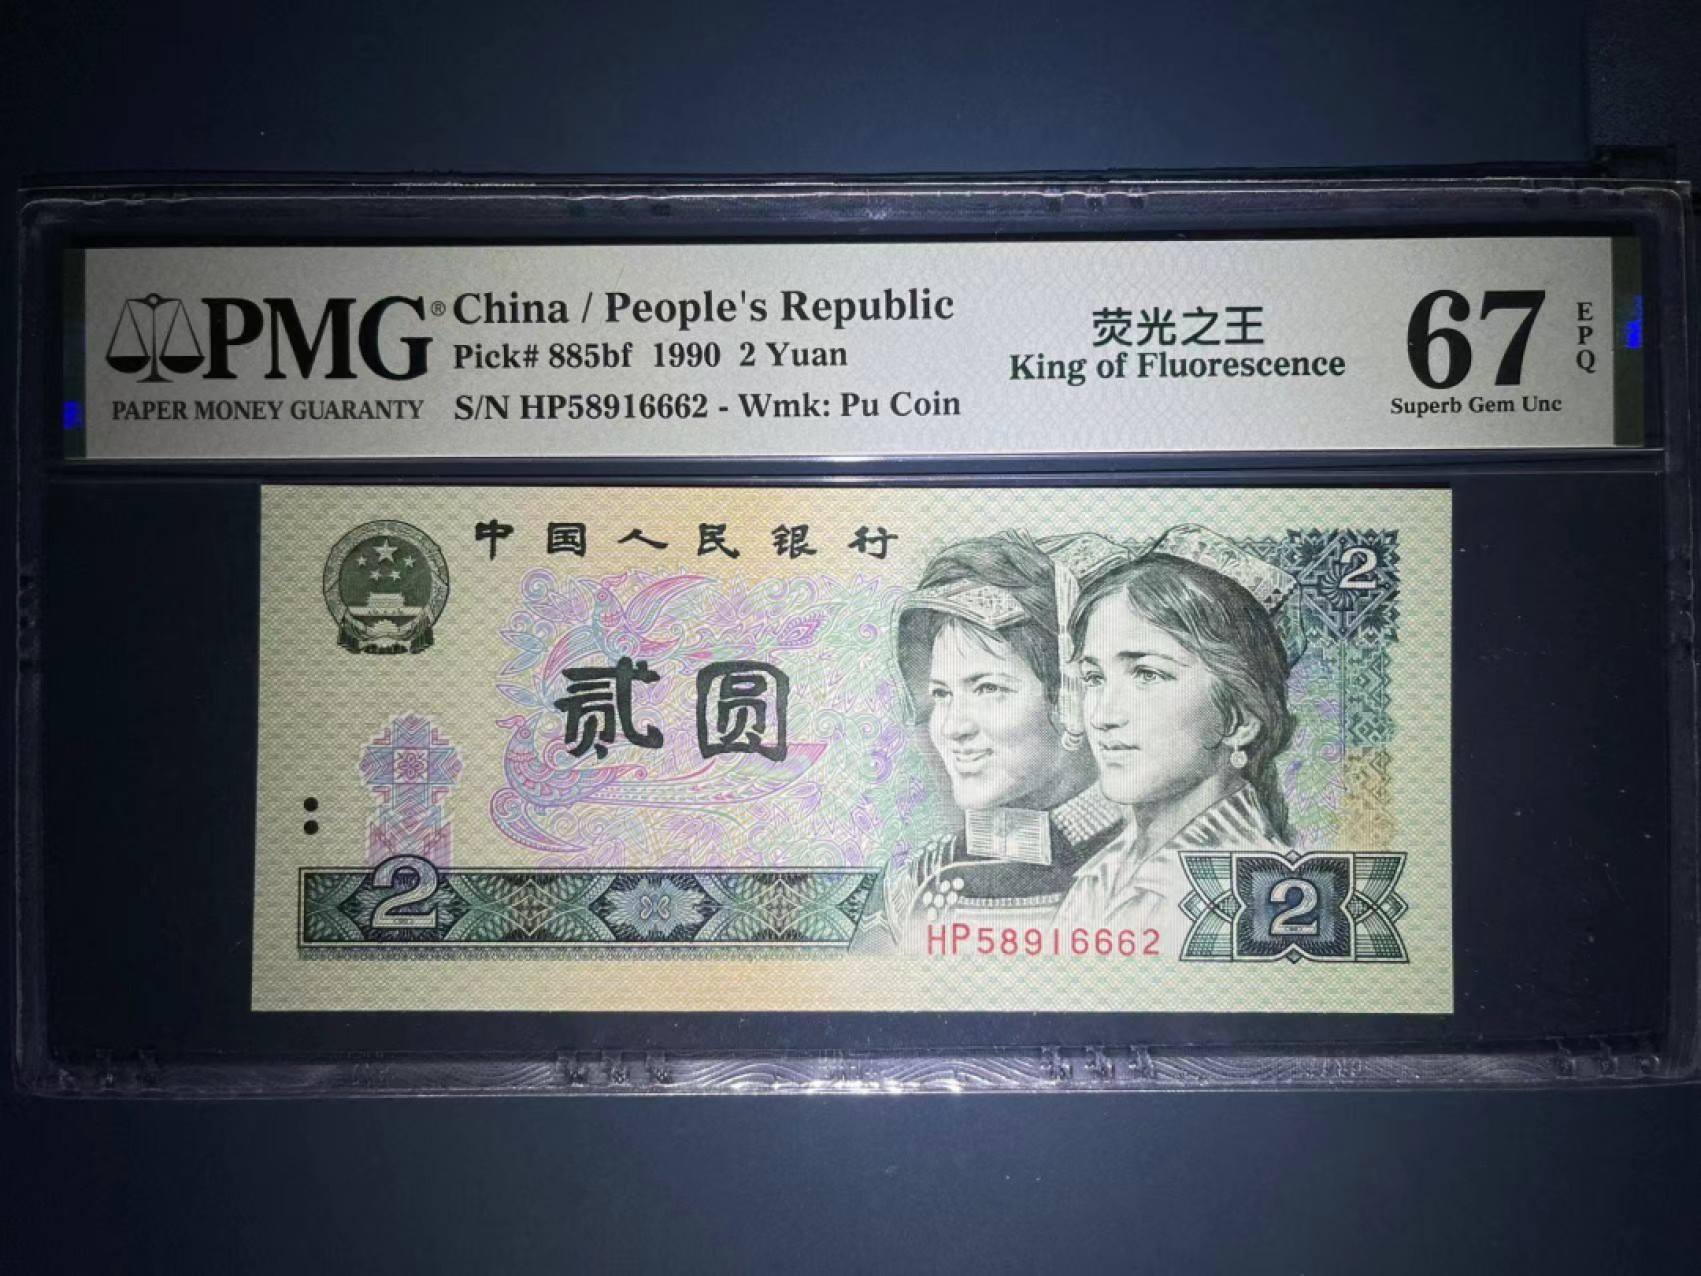 PMG® China / People's Republic
Pick# 885bf 1990 2 Yuan
PAPER MONEY GUARANTY
S/N HP58916662 - Wmk: Pu Coin
荧光之王
King of Fluorescence
67
EPQ
Superb Gem Unc
中国人民银行
2
贰圆
2
HP58916662
2